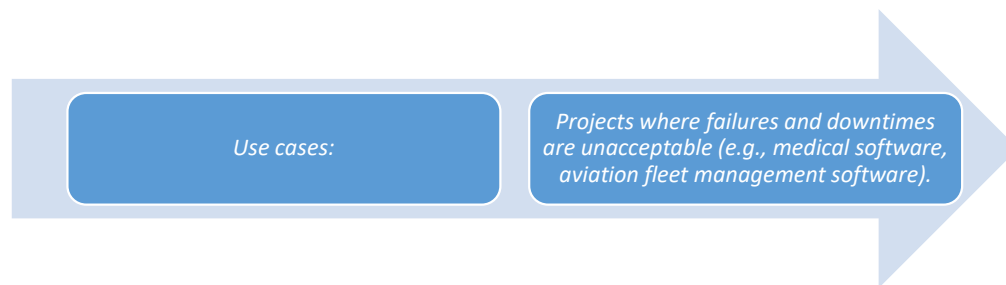 Use cases:
Projects where failures and downtimes
are unacceptable (e.g., medical software,
aviation fleet management software).